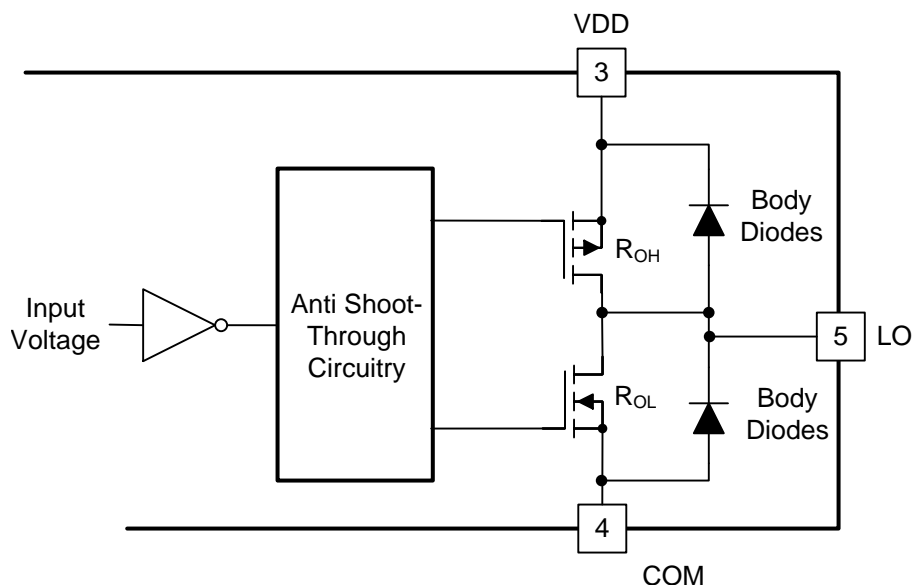 VDD
3
Body
Diodes
ROH
Anti Shoot-
Through
Circuitry
Input
Voltage
5
LO
ROL
Body
Diodes
4
COM